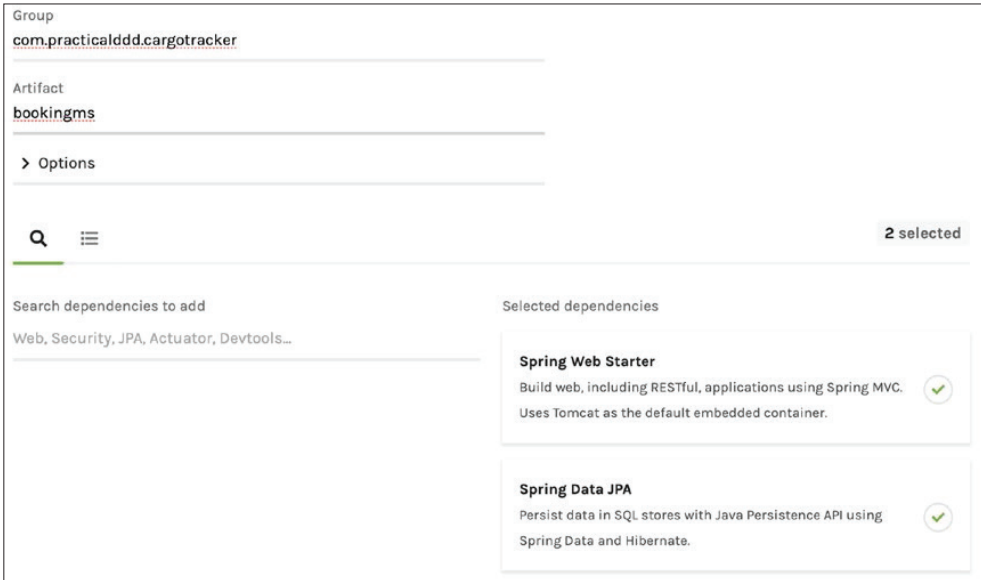 Group
com.practicalddd.cargotracker
Artifact
bookingms
Options
2 selected
Search dependencies to add
Selected dependencies
Web, Security, JPA, Actuator, Devtools...
Spring Web Starter
Build web, including RESTful, applications using Spring MVC.
Uses Tomcat as the default embedded container.
Spring Data JPA
Persist data in SQL stores with Java Persistence API using
Spring Data and Hibernate.